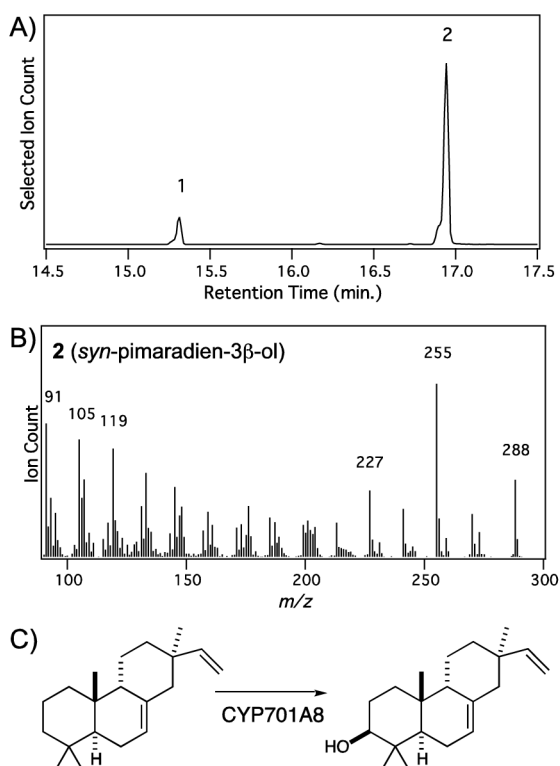 A)
Selected Ion Count
1
2
14.5 15.0 15.5 16.0 16.5 17.0 17.5
Retention Time (min.)
B)
Ion Count
2 (syn-pimaradien-3β-ol)
91
105
119
227
255
288
100 150 200 250 300
m/z
C)
H
CYP701A8
HO
H